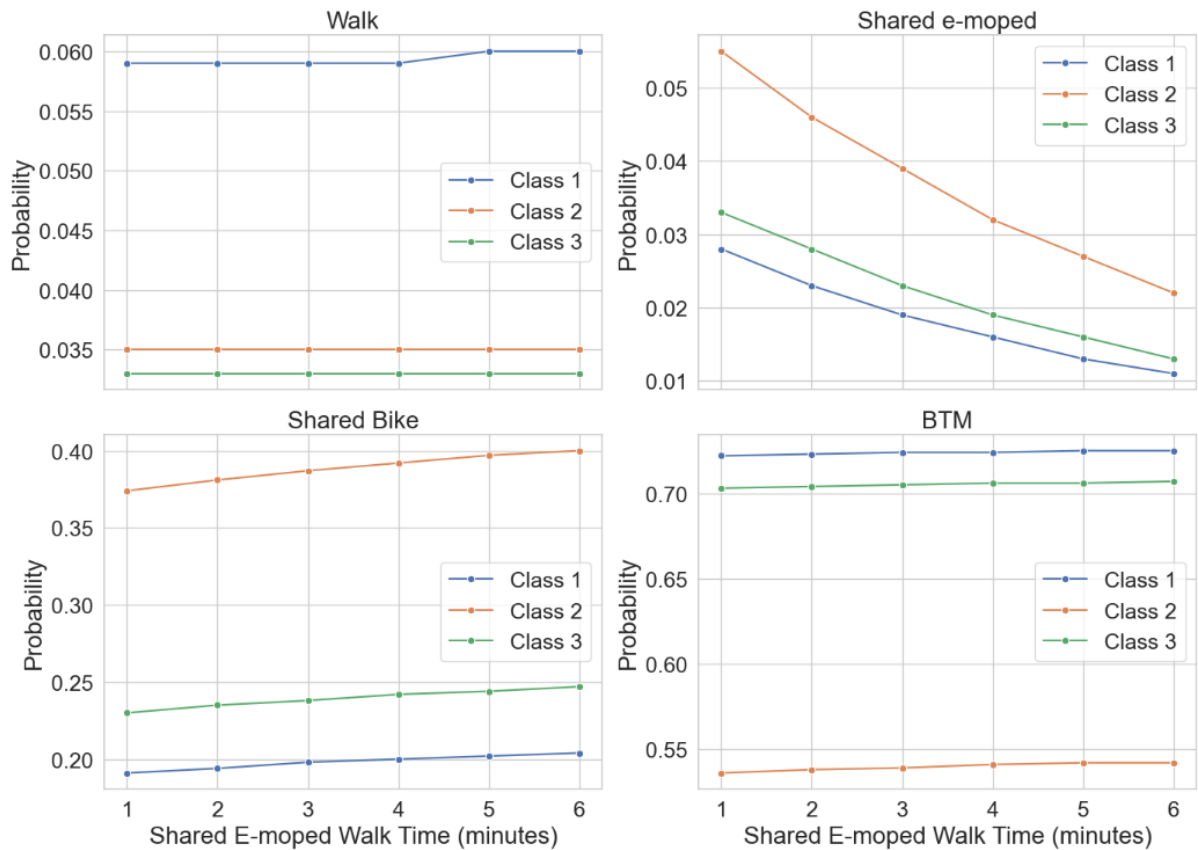 Walk
Probability
0.060
0.055
0.050
0.045
0.040
0.035
Class 1
Class 2
Class 3
Shared e-moped
Probability
0.05
0.04
0.03
0.02
0.01
Class 1
Class 2
Class 3
Shared Bike
Probability
0.40
0.35
0.30
0.25
0.20
Class 1
Class 2
Class 3
1 2 3 4 5 6
Shared E-moped Walk Time (minutes)
BTM
Probability
0.70
0.65
0.60
0.55
Class 1
Class 2
Class 3
1 2 3 4 5 6
Shared E-moped Walk Time (minutes)